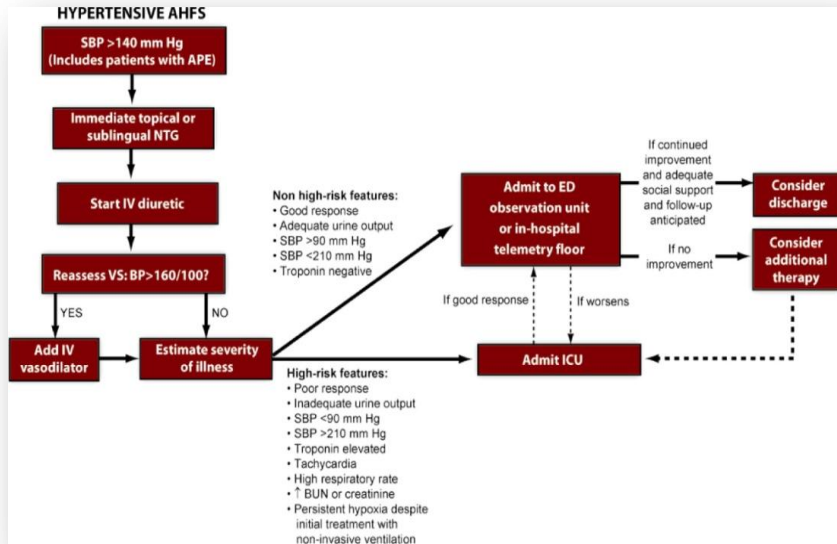 HYPERTENSIVE AHFS
SBP >140 mm Hg
(Includes patients with APE)
Immediate topical or
sublingual NTG
Start IV diuretic
Reassess VS: BP>160/100?
YES
NO
Add IV
vasodilator
Estimate severity
of illness
Non high-risk features:
• Good response
• Adequate urine output
• SBP >90 mm Hg
• SBP <210 mm Hg
• Troponin negative
High-risk features:
• Poor response
• Inadequate urine output
• SBP <90 mm Hg
• SBP >210 mm Hg
• Troponin elevated
• Tachycardia
• High respiratory rate
• ↑ BUN or creatinine
• Persistent hypoxia despite
initial treatment with
non-invasive ventilation
Admit to ED
observation unit
or in-hospital
telemetry floor
If good response
If worsens
Admit ICU
If continued
improvement
and adequate
social support
and follow-up
anticipated
Consider
discharge
If no
improvement
Consider
additional
therapy